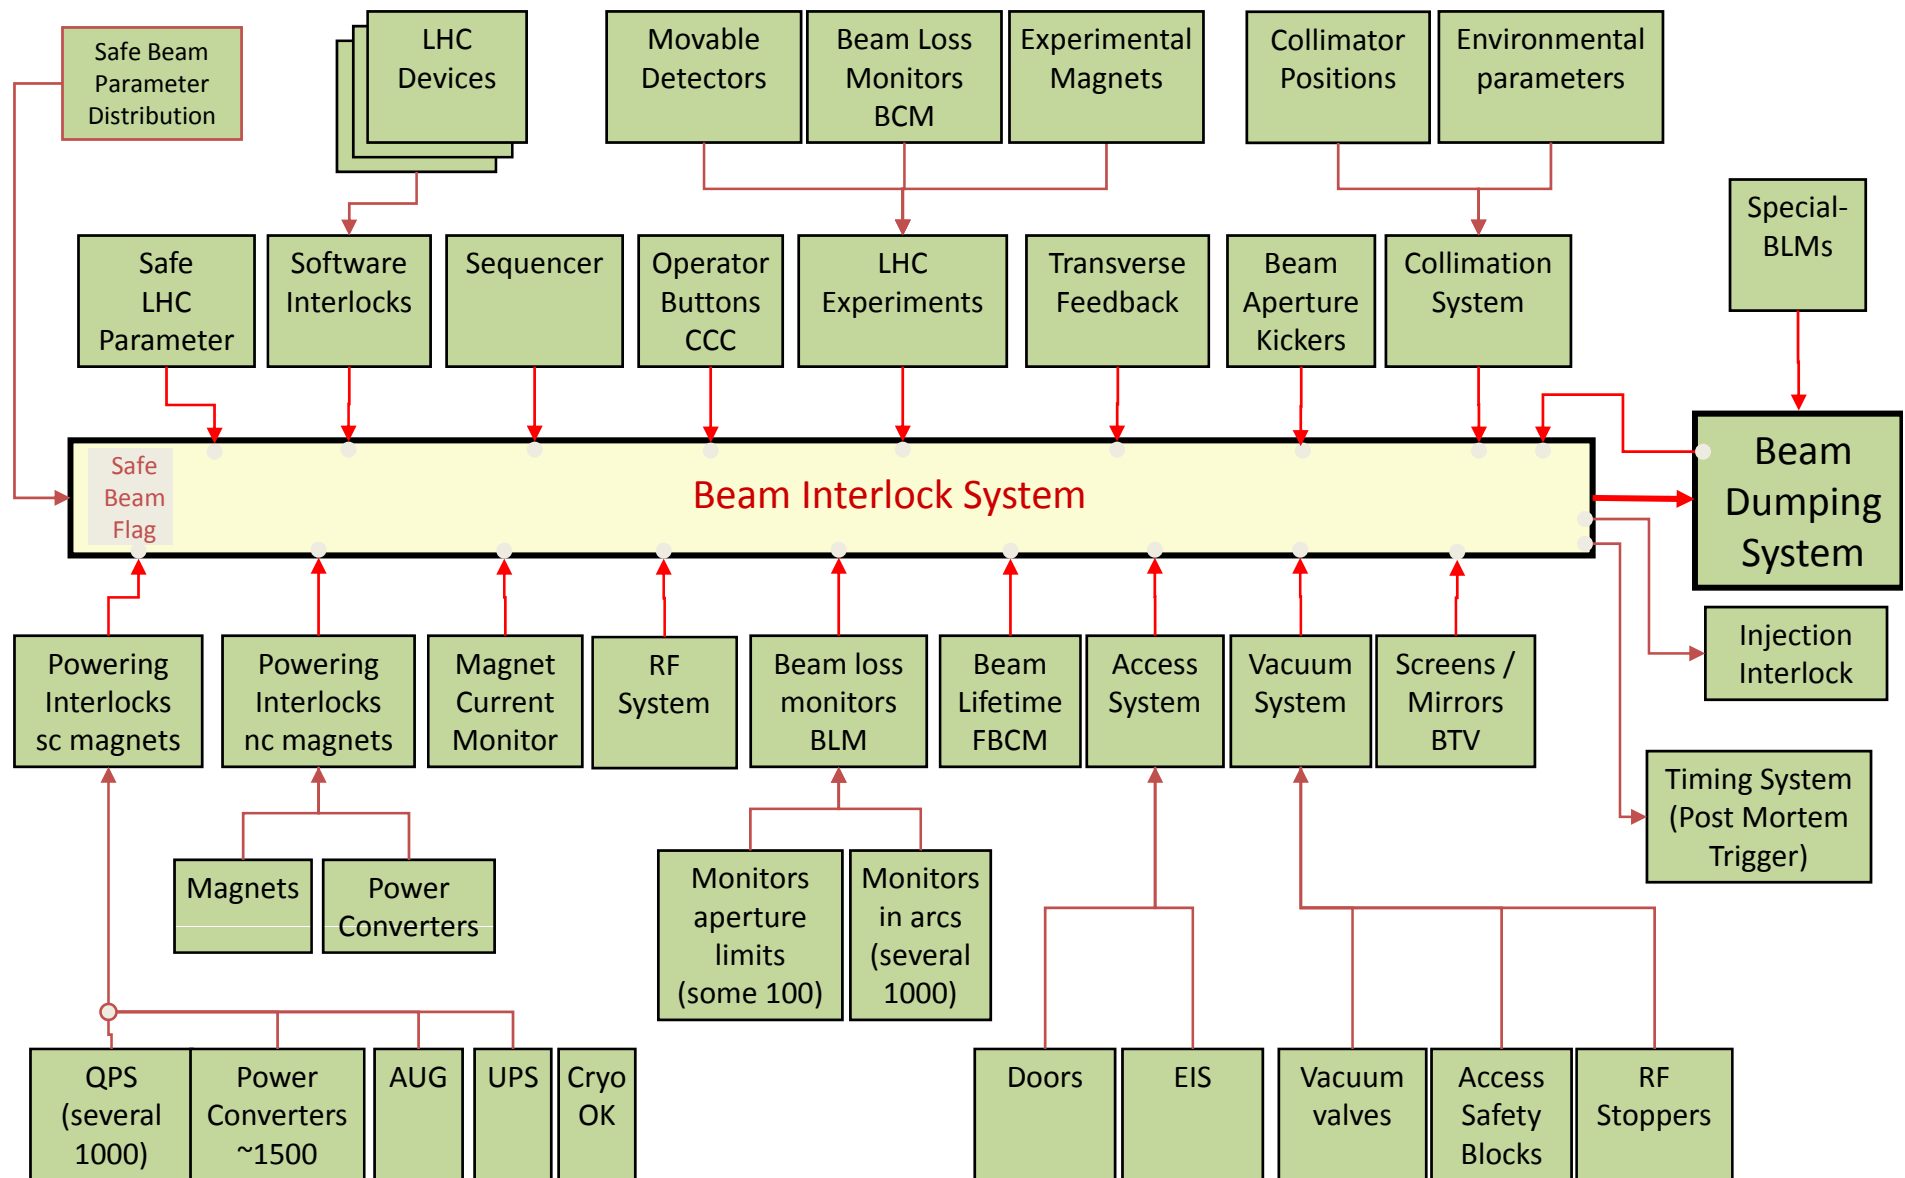 Safe Beam
Parameter
Distribution
LHC
Devices
Movable
Detectors
Beam Loss
Monitors
BCM
Experimental
Magnets
Collimator
Positions
Environmental
parameters
Special-
BLMs
Safe
LHC
Parameter
Software
Interlocks
Sequencer
Operator
Buttons
CCC
LHC
Experiments
Transverse
Feedback
Beam
Aperture
Kickers
Collimation
System
Safe
Beam
Flag
Beam Interlock System
Beam
Dumping
System
Powering
Interlocks
sc magnets
Powering
Interlocks
nc magnets
Magnet
Current
Monitor
RF
System
Beam loss
monitors
BLM
Beam
Lifetime
FBCM
Access
System
Vacuum
System
Screens /
Mirrors
BTV
Injection
Interlock
Timing System
(Post Mortem
Trigger)
Magnets
Power
Converters
Monitors
aperture
limits
(some 100)
Monitors
in arcs
(several
1000)
QPS
(several
1000)
Power
Converters
~1500
AUG
UPS
Cryo
OK
Doors
EIS
Vacuum
valves
Access
Safety
Blocks
RF
Stoppers